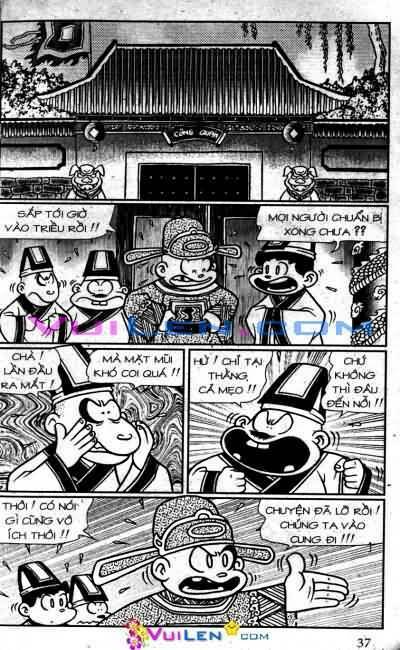 CÔNG QUÁN
SẮP TỚI GIỜ
VÀO TRIỀU RỒI !!
MỌI NGƯỜI CHUẨN BỊ
XONG CHƯA ??
VUILEN.COM
CHÀ !
LẦN ĐẦU
RA MẮT !
MÀ MẶT MŨI
KHÓ COI QUÁ !!
HỪ ! CHỈ TẠI
THẰNG
CẢ MẸO !
CHỨ
KHÔNG
THÌ ĐÂU
ĐẾN NỖI !!
THÔI ! CÓ NÓI
GÌ CŨNG VÔ
ÍCH THÔI !
CHUYỆN ĐÃ LỠ RỒI !
CHÚNG TA VÀO
CUNG ĐI !!!
37
VUILEN.COM